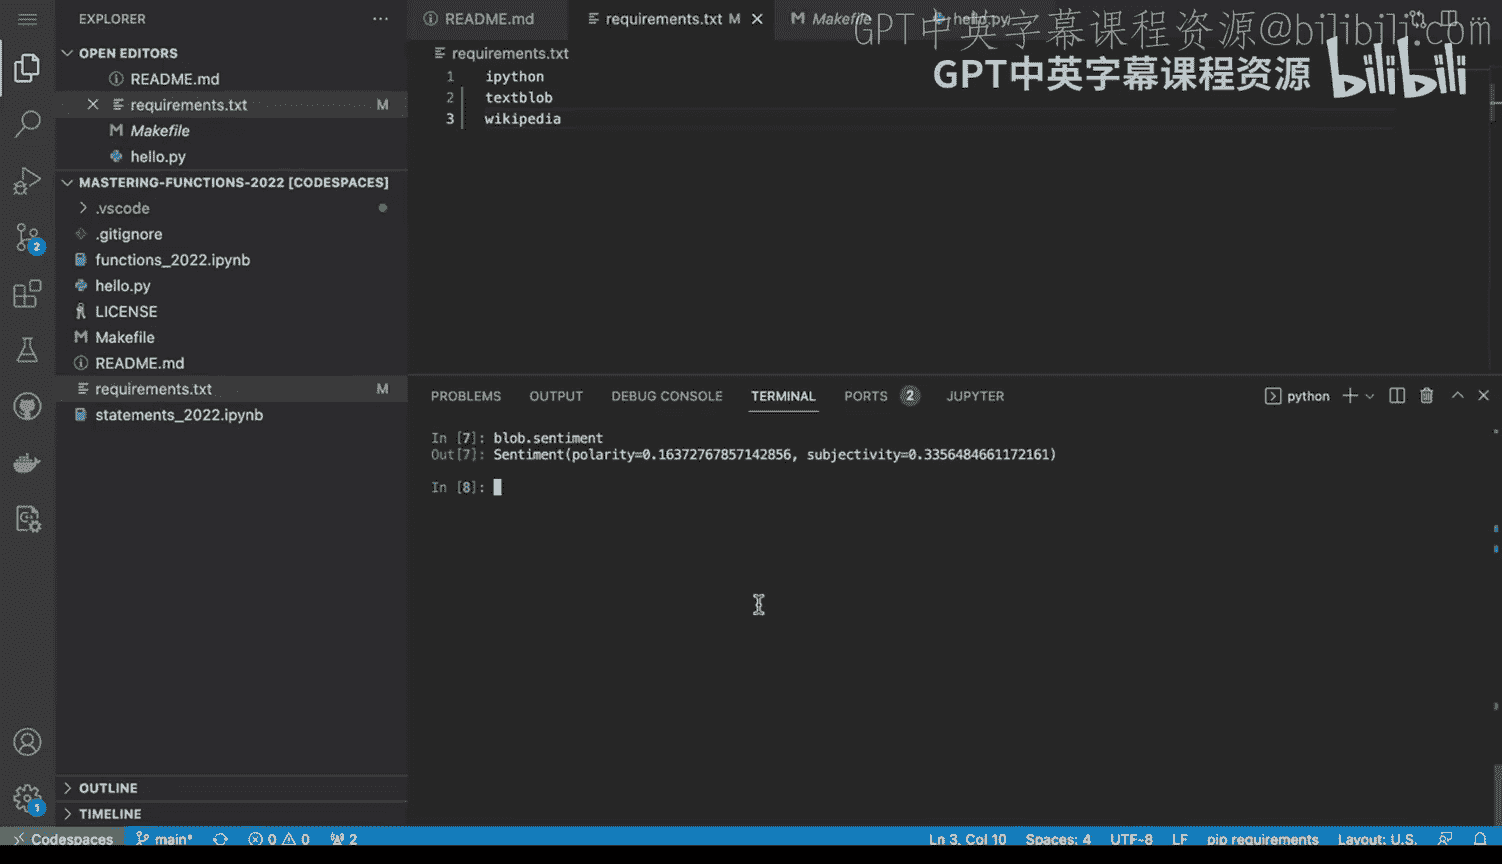 EXPLORER
OPEN EDITORS
README.md
requirements.txt M
Makefile
hello.py
MASTERING-FUNCTIONS-2022 [CODESPACES]
.vscode
.gitignore
functions_2022.ipynb
hello.py
LICENSE
Makefile
README.md
requirements.txt M
statements_2022.ipynb
OUTLINE
TIMELINE
2
1
README.md requirements.txt M Makefile hello.py
GPT中英字幕课程资源@bilibili.com
GPT中英字幕课程资源 bilibili
requirements.txt
1 ipython
2 textblob
3 wikipedia
PROBLEMS OUTPUT DEBUG CONSOLE TERMINAL PORTS 2 JUPYTER python
In [7]: blob.sentiment
Out[7]: Sentiment(polarity=0.16372767857142856, subjectivity=0.3356484661172161)
In [8]:
Codespaces main* 0 0 2 Ln 3, Col 10 Spaces: 4 UTF-8 LF pip requirements Layout: U.S.